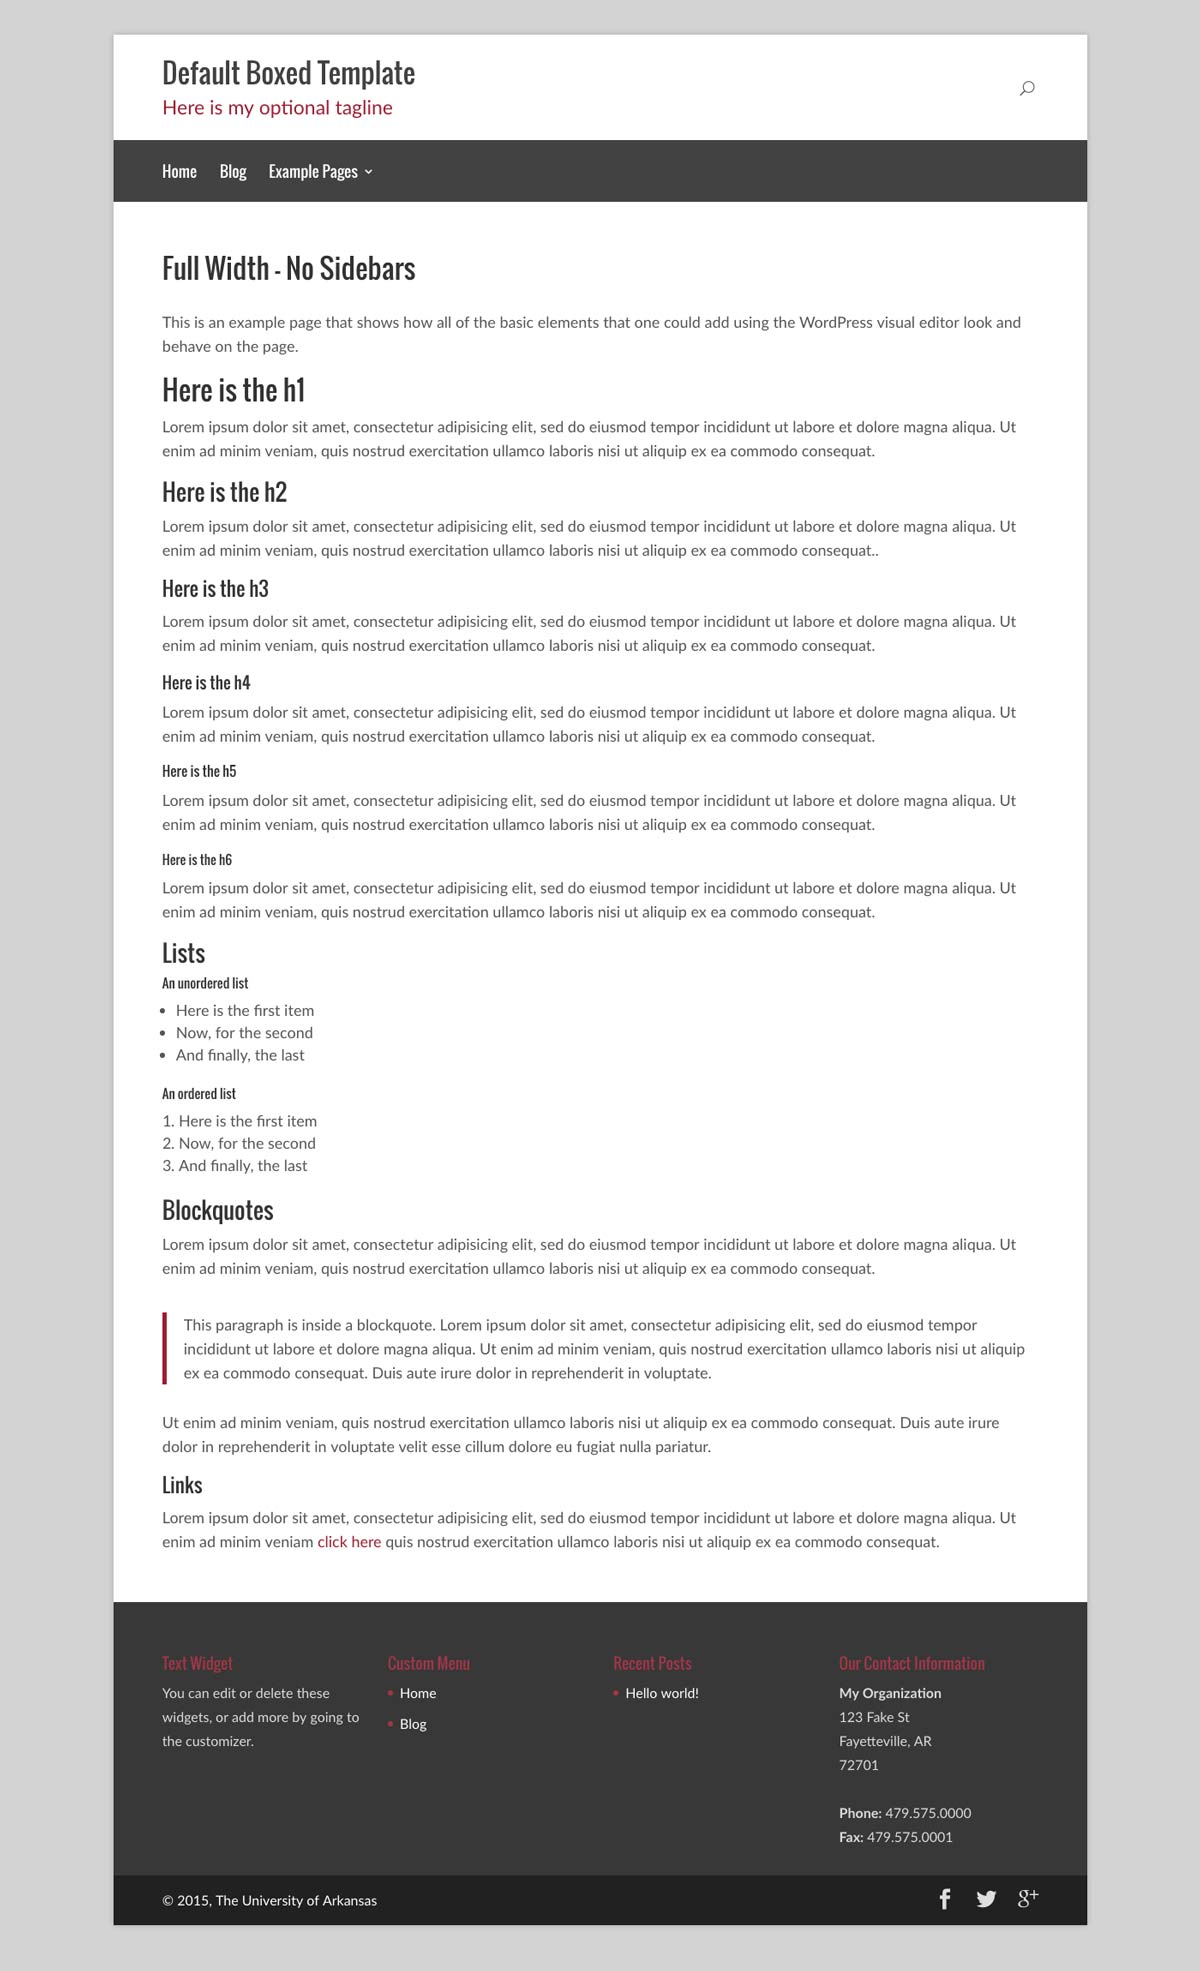 Default Boxed Template
Here is my optional tagline
Home Blog Example Pages
Full Width - No Sidebars
This is an example page that shows how all of the basic elements that one could add using the WordPress visual editor look and
behave on the page.
Here is the h1
Lorem ipsum dolor sit amet, consectetur adipisicing elit, sed do eiusmod tempor incididunt ut labore et dolore magna aliqua. Ut
enim ad minim veniam, quis nostrud exercitation ullamco laboris nisi ut aliquip ex ea commodo consequat.
Here is the h2
Lorem ipsum dolor sit amet, consectetur adipisicing elit, sed do eiusmod tempor incididunt ut labore et dolore magna aliqua. Ut
enim ad minim veniam, quis nostrud exercitation ullamco laboris nisi ut aliquip ex ea commodo consequat..
Here is the h3
Lorem ipsum dolor sit amet, consectetur adipisicing elit, sed do eiusmod tempor incididunt ut labore et dolore magna aliqua. Ut
enim ad minim veniam, quis nostrud exercitation ullamco laboris nisi ut aliquip ex ea commodo consequat.
Here is the h4
Lorem ipsum dolor sit amet, consectetur adipisicing elit, sed do eiusmod tempor incididunt ut labore et dolore magna aliqua. Ut
enim ad minim veniam, quis nostrud exercitation ullamco laboris nisi ut aliquip ex ea commodo consequat.
Here is the h5
Lorem ipsum dolor sit amet, consectetur adipisicing elit, sed do eiusmod tempor incididunt ut labore et dolore magna aliqua. Ut
enim ad minim veniam, quis nostrud exercitation ullamco laboris nisi ut aliquip ex ea commodo consequat.
Here is the h6
Lorem ipsum dolor sit amet, consectetur adipisicing elit, sed do eiusmod tempor incididunt ut labore et dolore magna aliqua. Ut
enim ad minim veniam, quis nostrud exercitation ullamco laboris nisi ut aliquip ex ea commodo consequat.
Lists
An unordered list
• Here is the first item
• Now, for the second
• And finally, the last
An ordered list
1. Here is the first item
2. Now, for the second
3. And finally, the last
Blockquotes
Lorem ipsum dolor sit amet, consectetur adipisicing elit, sed do eiusmod tempor incididunt ut labore et dolore magna aliqua. Ut
enim ad minim veniam, quis nostrud exercitation ullamco laboris nisi ut aliquip ex ea commodo consequat.
This paragraph is inside a blockquote. Lorem ipsum dolor sit amet, consectetur adipisicing elit, sed do eiusmod tempor
incididunt ut labore et dolore magna aliqua. Ut enim ad minim veniam, quis nostrud exercitation ullamco laboris nisi ut aliquip
ex ea commodo consequat. Duis aute irure dolor in reprehenderit in voluptate.
Ut enim ad minim veniam, quis nostrud exercitation ullamco laboris nisi ut aliquip ex ea commodo consequat. Duis aute irure
dolor in reprehenderit in voluptate velit esse cillum dolore eu fugiat nulla pariatur.
Links
Lorem ipsum dolor sit amet, consectetur adipisicing elit, sed do eiusmod tempor incididunt ut labore et dolore magna aliqua. Ut
enim ad minim veniam click here quis nostrud exercitation ullamco laboris nisi ut aliquip ex ea commodo consequat.
Text Widget
You can edit or delete these
widgets, or add more by going to
the customizer.
Custom Menu
• Home
• Blog
Recent Posts
• Hello world!
Our Contact Information
My Organization
123 Fake St
Fayetteville, AR
72701
Phone: 479.575.0000
Fax: 479.575.0001
© 2015, The University of Arkansas